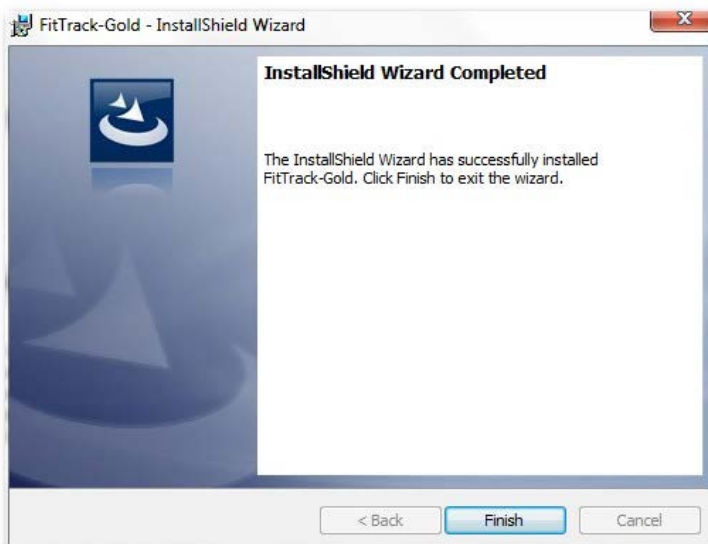 FitTrack-Gold - InstallShield Wizard
InstallShield Wizard Completed
The InstallShield Wizard has successfully installed
FitTrack-Gold. Click Finish to exit the wizard.
< Back
Finish
Cancel